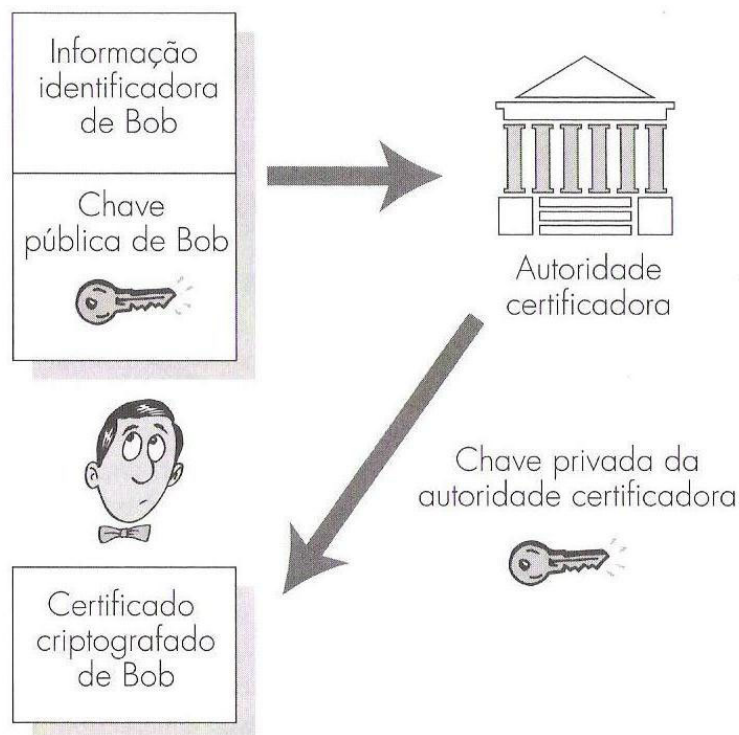 Informação
identificadora
de Bob
Chave
pública de Bob
Autoridade
certificadora
Chave privada da
autoridade certificadora
Certificado
criptografado
de Bob